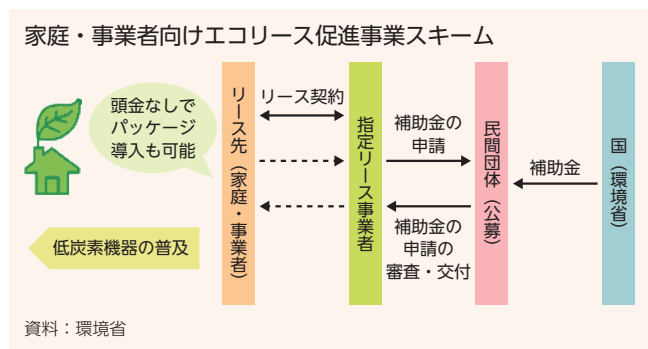 家庭・事業者向けエコリース促進事業スキーム
頭金なしで
パッケージ
導入も可能
低炭素機器の普及
リース先（家庭・事業者）
リース契約
指定リース事業者
補助金の
申請
補助金の
申請の
審査・交付
民間団体（公募）
補助金
国（環境省）
資料：環境省